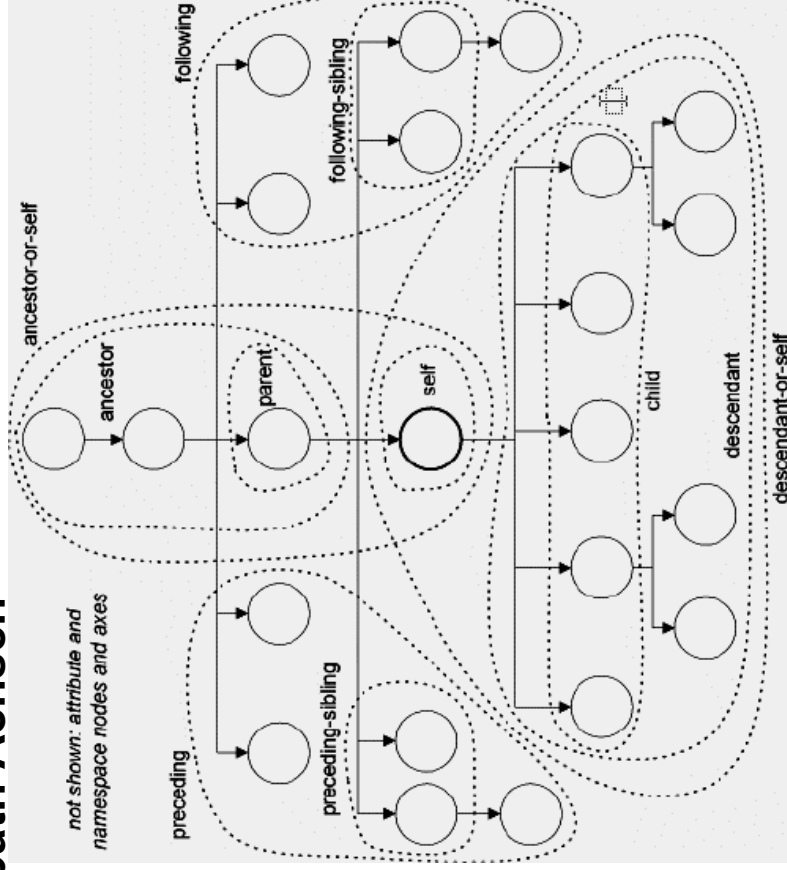 not shown: attribute and
namespace nodes and axes
ancestor-or-self
ancestor
parent
self
following
following-sibling
preceding
preceding-sibling
child
descendant
descendant-or-self